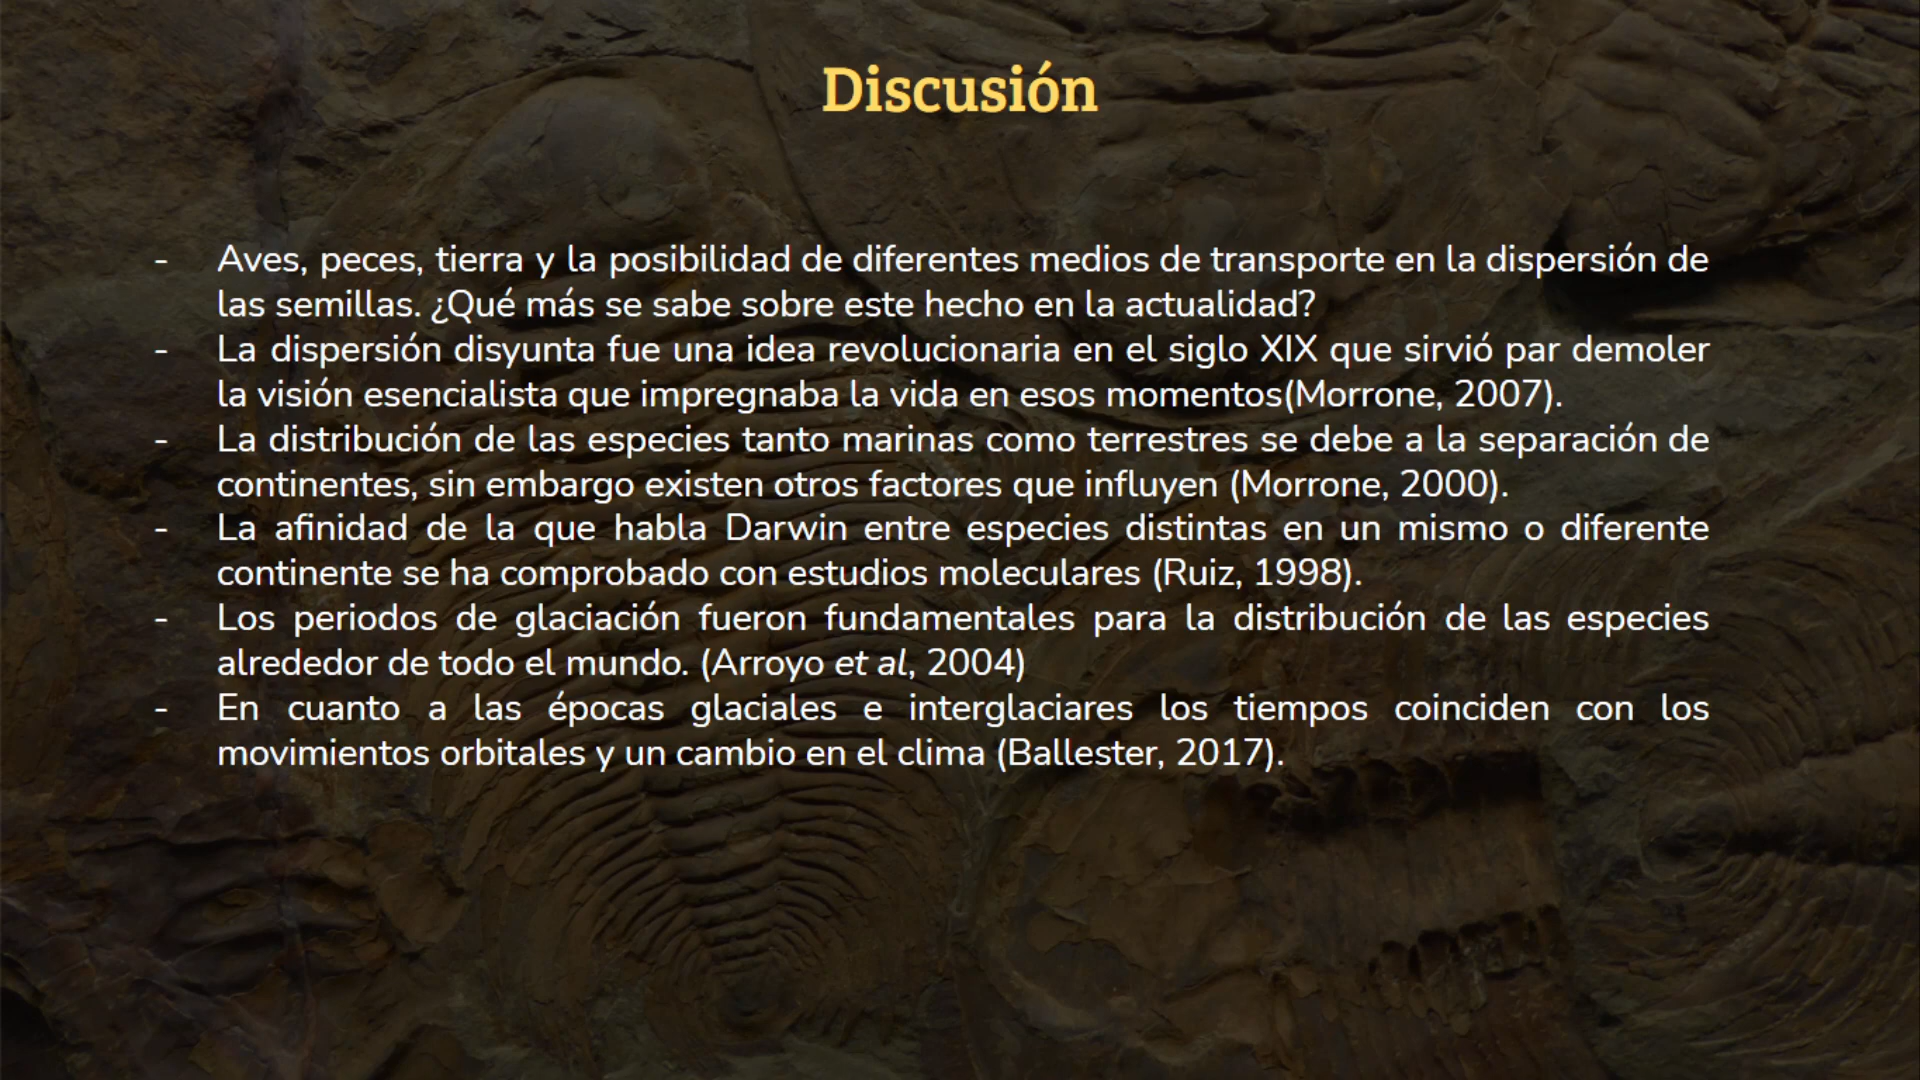 Discusión
- Aves, peces, tierra y la posibilidad de diferentes medios de transporte en la dispersión de
las semillas. ¿Qué más se sabe sobre este hecho en la actualidad?
- La dispersión disyunta fue una idea revolucionaria en el siglo XIX que sirvió par demoler
la visión esencialista que impregnaba la vida en esos momentos(Morrone, 2007).
- La distribución de las especies tanto marinas como terrestres se debe a la separación de
continentes, sin embargo existen otros factores que influyen (Morrone, 2000).
- La afinidad de la que habla Darwin entre especies distintas en un mismo o diferente
continente se ha comprobado con estudios moleculares (Ruiz, 1998).
- Los periodos de glaciación fueron fundamentales para la distribución de las especies
alrededor de todo el mundo. (Arroyo et al, 2004)
- En cuanto a las épocas glaciales e interglaciares los tiempos coinciden con los
movimientos orbitales y un cambio en el clima (Ballester, 2017).